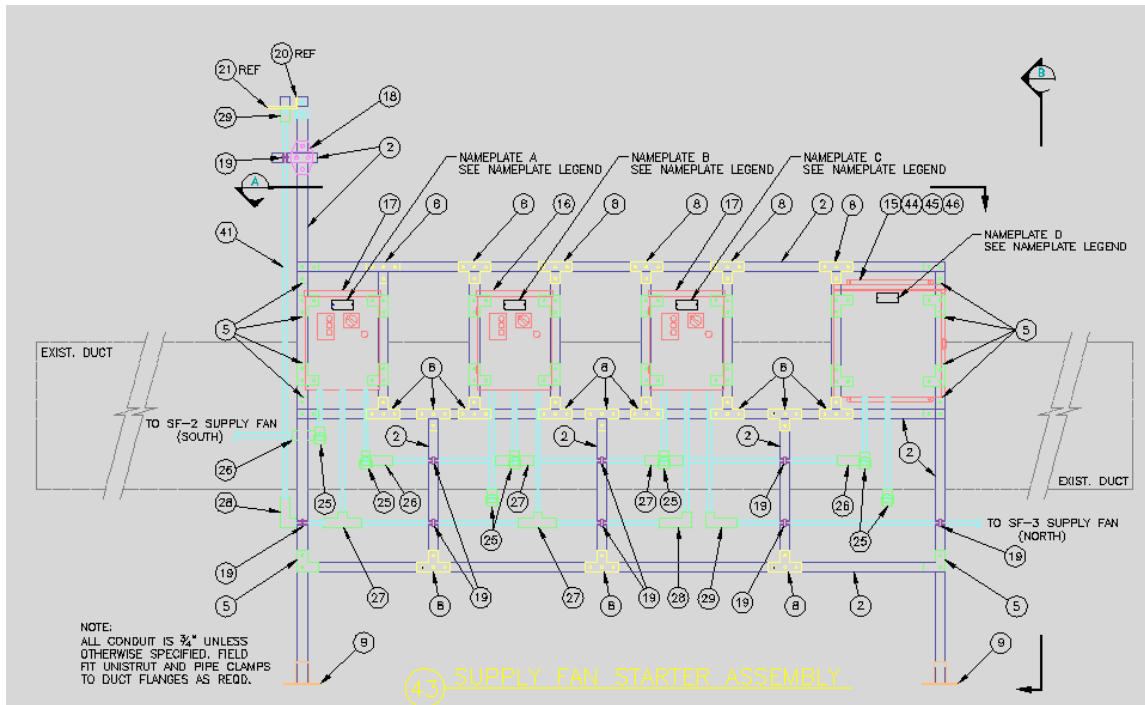 20 REF
21 REF
18
29
B
19
2
NAMEPLATE A
SEE NAMEPLATE LEGEND
NAMEPLATE B
SEE NAMEPLATE LEGEND
NAMEPLATE C
SEE NAMEPLATE LEGEND
A
17
8
8
16
8
8
17
8
2
8
15
44
45
46
41
NAMEPLATE D
SEE NAMEPLATE LEGEND
5
5
EXIST. DUCT
8
8
8
8
TO SF-2 SUPPLY FAN
(SOUTH)
2
2
2
2
26
25
25
26
27
27
25
19
26
EXIST. DUCT
28
25
25
TO SF-3 SUPPLY FAN
(NORTH)
19
19
5
27
8
19
27
8
19
28
29
19
8
2
5
NOTE:
ALL CONDUIT IS ¾" UNLESS
OTHERWISE SPECIFIED. FIELD
FIT UNISTRUT AND PIPE CLAMPS
TO DUCT FLANGES AS REQD.
9
9
43 SUPPLY FAN STARTER ASSEMBLY